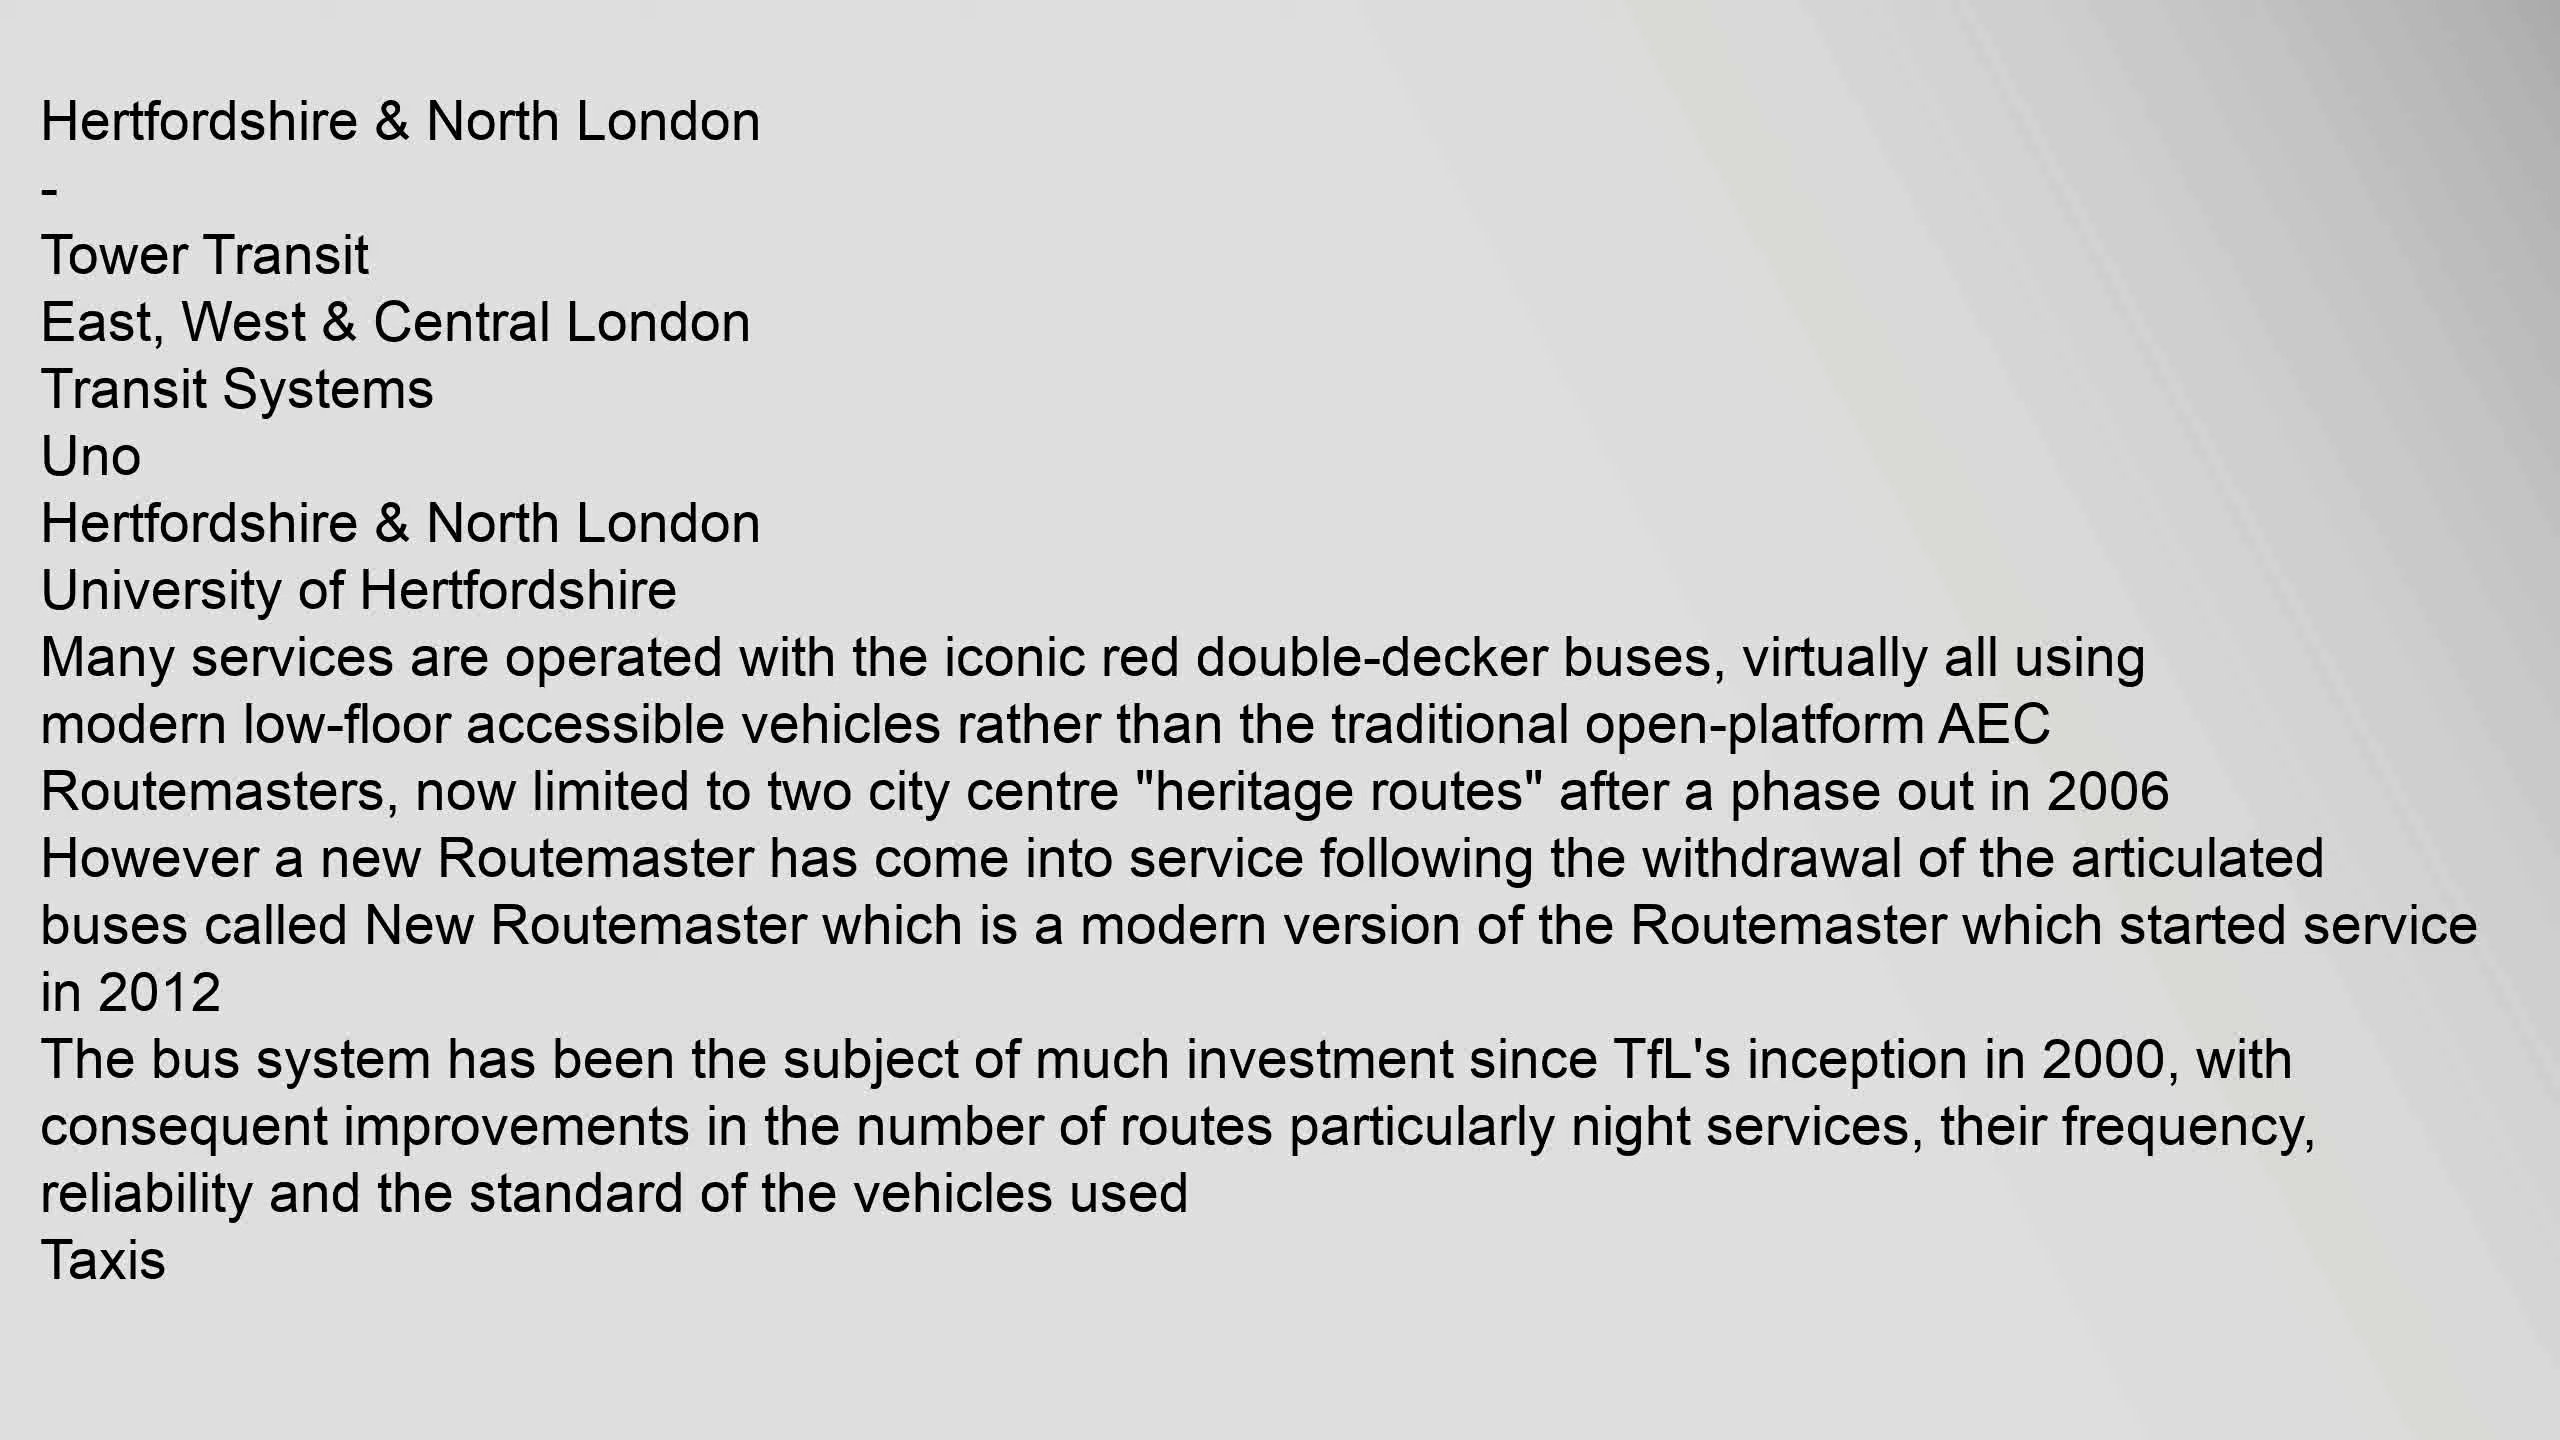 Hertfordshire & North London
-
Tower Transit
East, West & Central London
Transit Systems
Uno
Hertfordshire & North London
University of Hertfordshire
Many services are operated with the iconic red double-decker buses, virtually all using
modern low-floor accessible vehicles rather than the traditional open-platform AEC
Routemasters, now limited to two city centre "heritage routes" after a phase out in 2006
However a new Routemaster has come into service following the withdrawal of the articulated
buses called New Routemaster which is a modern version of the Routemaster which started service
in 2012
The bus system has been the subject of much investment since TfL's inception in 2000, with
consequent improvements in the number of routes particularly night services, their frequency,
reliability and the standard of the vehicles used
Taxis